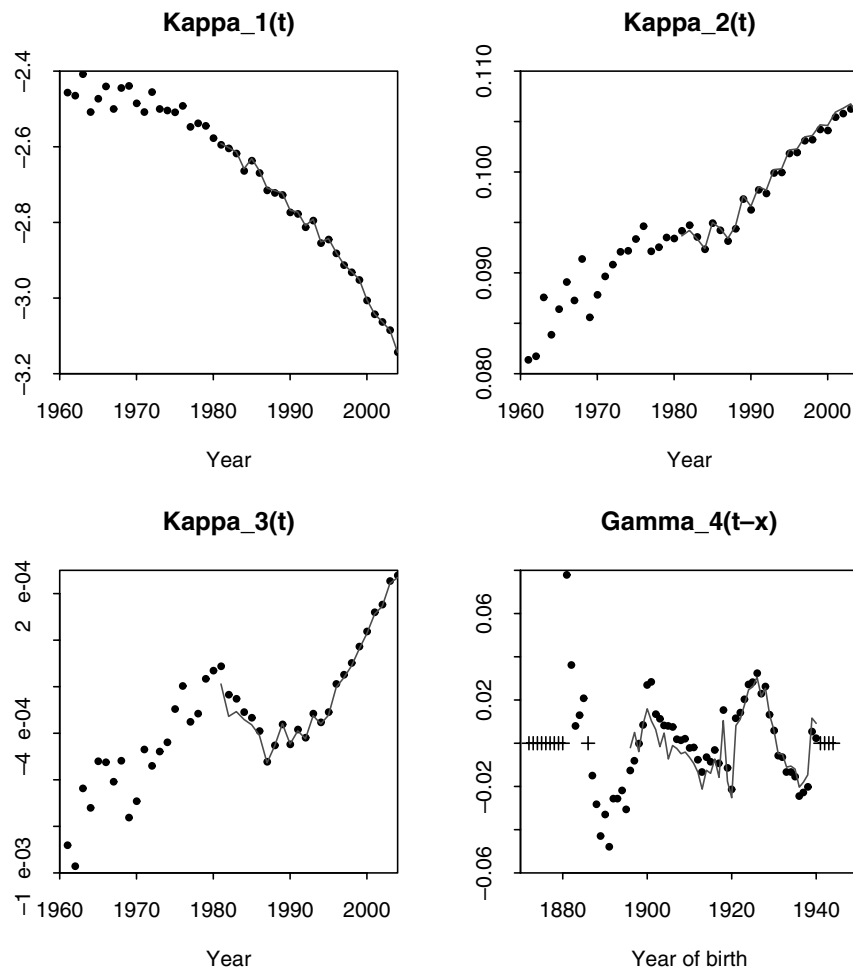 Kappa_1(t)
−2.4
−2.6
−2.8
−3.0
−3.2
1960 1970 1980 1990 2000
Year
Kappa_2(t)
0.110
0.100
0.090
0.080
1960 1970 1980 1990 2000
Year
Kappa_3(t)
2 e−04
−4 e−04
−1 e−03
1960 1970 1980 1990 2000
Year
Gamma_4(t−x)
0.06
0.02
−0.02
−0.06
1880 1900 1920 1940
Year of birth